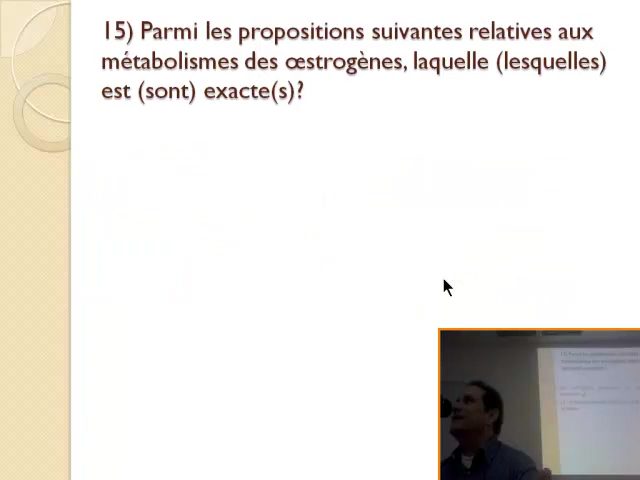 15) Parmi les propositions suivantes relatives aux
métabolismes des œstrogènes, laquelle (lesquelles)
est (sont) exacte(s)?